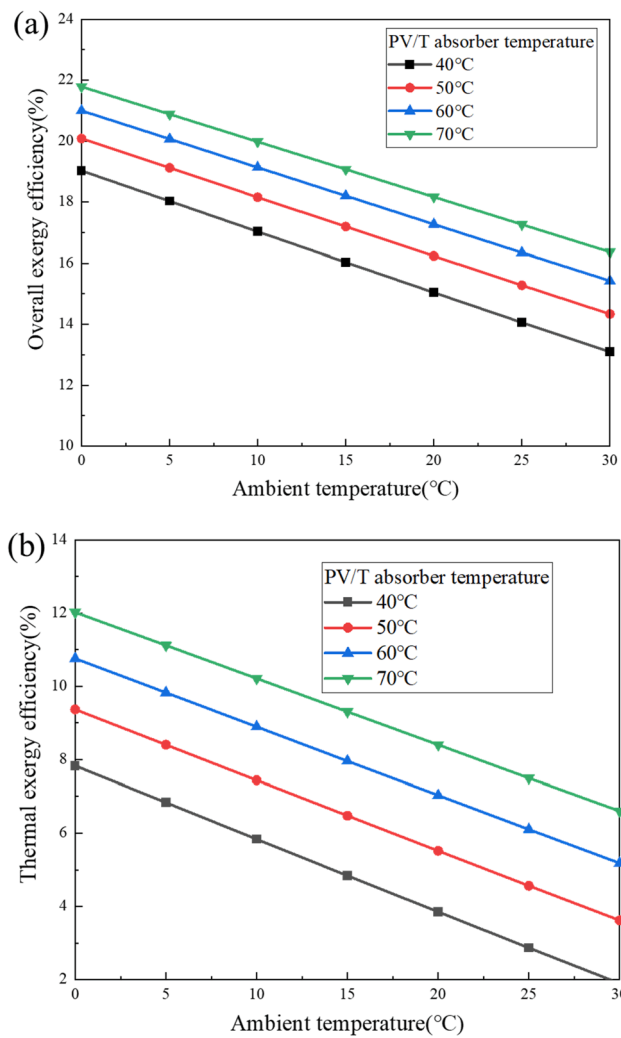 (a)
PV/T absorber temperature
40℃
50℃
60℃
70℃
24
22
20
18
16
14
12
10
Overall exergy efficiency(%)
0 5 10 15 20 25 30
Ambient temperature(℃)
(b)
PV/T absorber temperature
40℃
50℃
60℃
70℃
14
12
10
8
6
4
2
Thermal exergy efficiency(%)
0 5 10 15 20 25 30
Ambient temperature(℃)